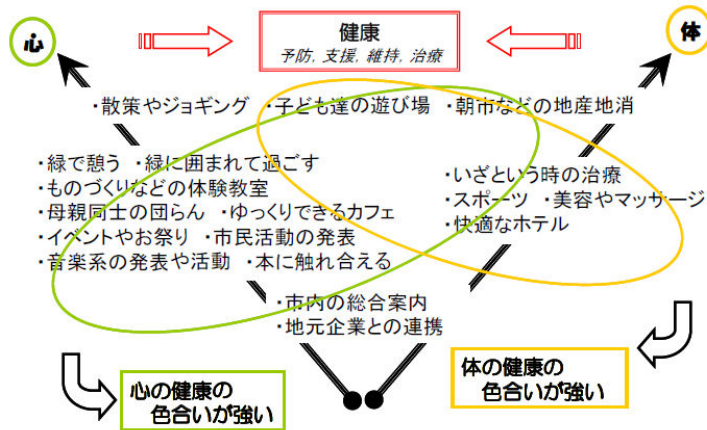 心
健康
体
予防, 支援, 維持, 治療
・散策やジョギング ・子ども達の遊び場 ・朝市などの地産地消
・緑で憩う ・緑に囲まれて過ごす
・ものづくりなどの体験教室
・母親同士の団らん ・ゆっくりできるカフェ
・イベントやお祭り ・市民活動の発表
・音楽系の発表や活動 ・本に触れ合える
・いざという時の治療
・スポーツ ・美容やマッサージ
・快適なホテル
・市内の総合案内
・地元企業との連携
心の健康の
色合いが強い
体の健康の
色合いが強い